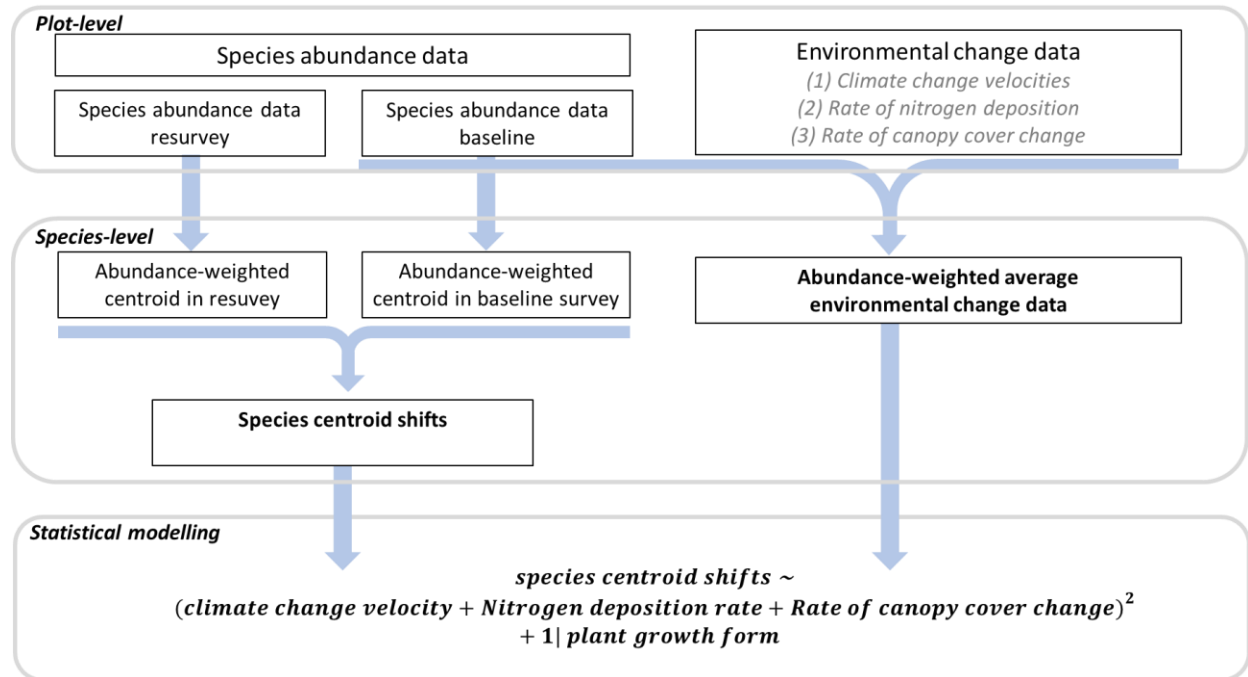 Plot-level
Species abundance data
Species abundance data
resurvey
Species abundance data
baseline
Environmental change data
(1) Climate change velocities
(2) Rate of nitrogen deposition
(3) Rate of canopy cover change
Species-level
Abundance-weighted
centroid in resuvey
Abundance-weighted
centroid in baseline survey
Abundance-weighted average
environmental change data
Species centroid shifts
Statistical modelling
species centroid shifts ~
(climate change velocity + Nitrogen deposition rate + Rate of canopy cover change)²
+ 1| plant growth form